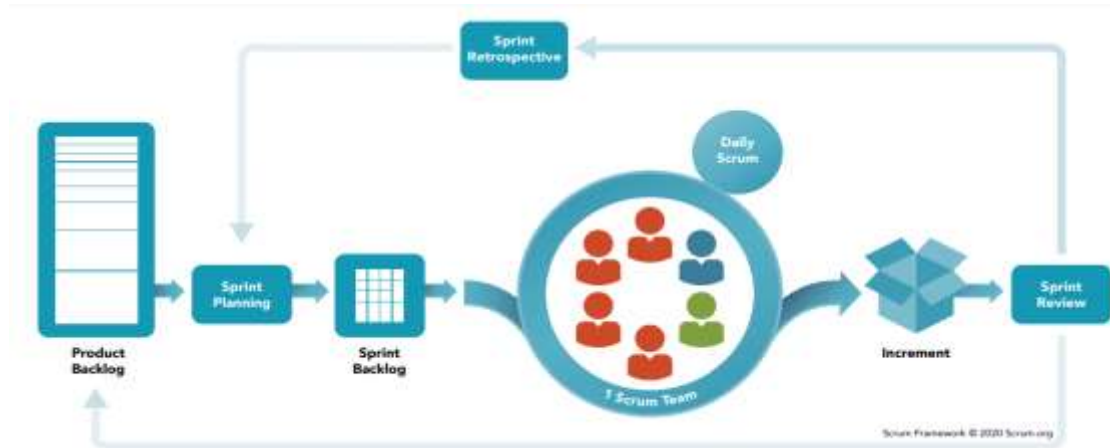 Sprint
Retrospective
Daily
Scrum
Sprint
Planning
Sprint
Review
Product
Backlog
Sprint
Backlog
Increment
1 Scrum Team
Scrum Framework © 2020 Scrum.org